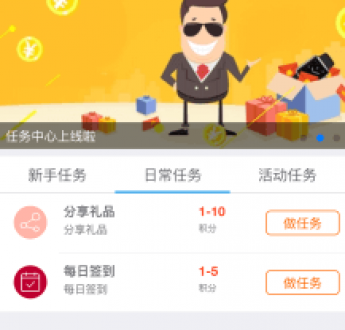 任务中心上线啦
新手任务 日常任务 活动任务
分享礼品 1-10
分享礼品 积分 做任务
每日签到 1-5
每日签到 积分 做任务